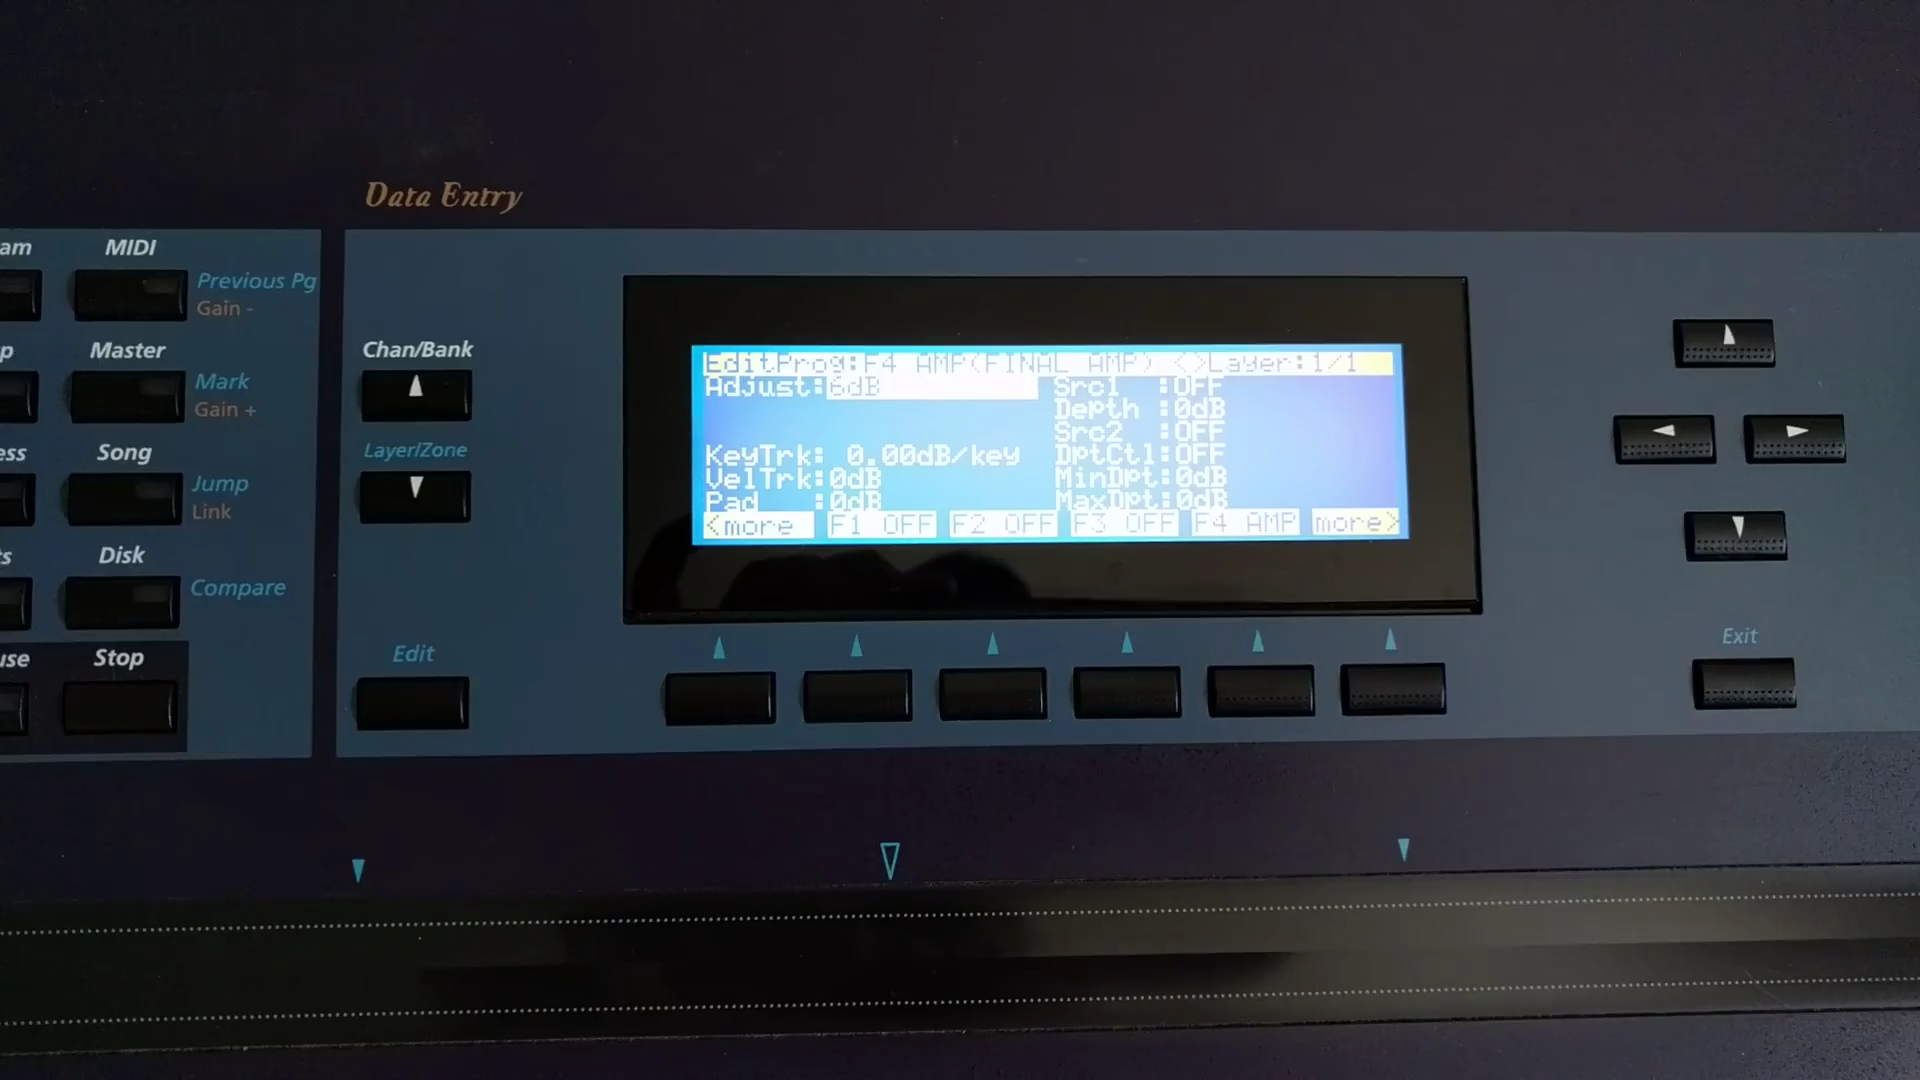 Data Entry
am
MIDI
Previous Pg
Gain -
p
Master
Mark
Gain +
ess
Song
Jump
Link
ts
Disk
Compare
use
Stop
Chan/Bank
Layer/Zone
Edit
EditProg:F4 AMP(FINAL AMP) <>Layer:1/1
Adjust:6dB Src1 :OFF
Depth :0dB
Src2 :OFF
KeyTrk: 0.00dB/key DptCtl:OFF
VelTrk:0dB MinDpt:0dB
Pad :0dB MaxDpt:0dB
<more F1 OFF F2 OFF F3 OFF F4 AMP more>
Exit